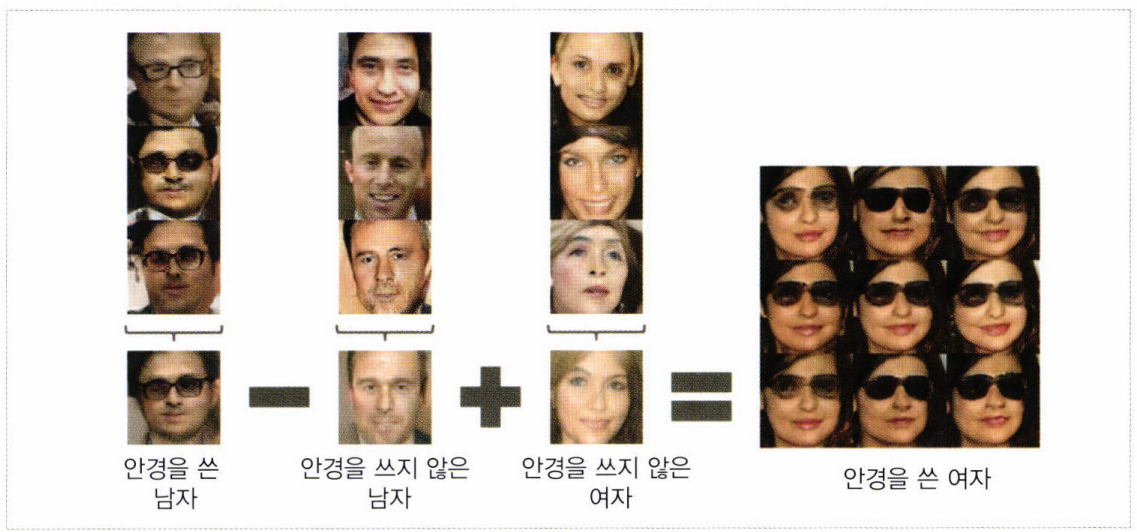 안경을 쓴
남자
안경을 쓰지 않은
남자
안경을 쓰지 않은
여자
안경을 쓴 여자